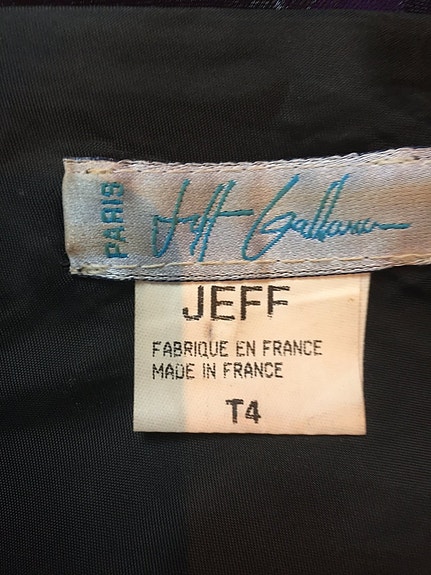 PARIS
Jeff Gallano
JEFF
FABRIQUE EN FRANCE
MADE IN FRANCE
T4